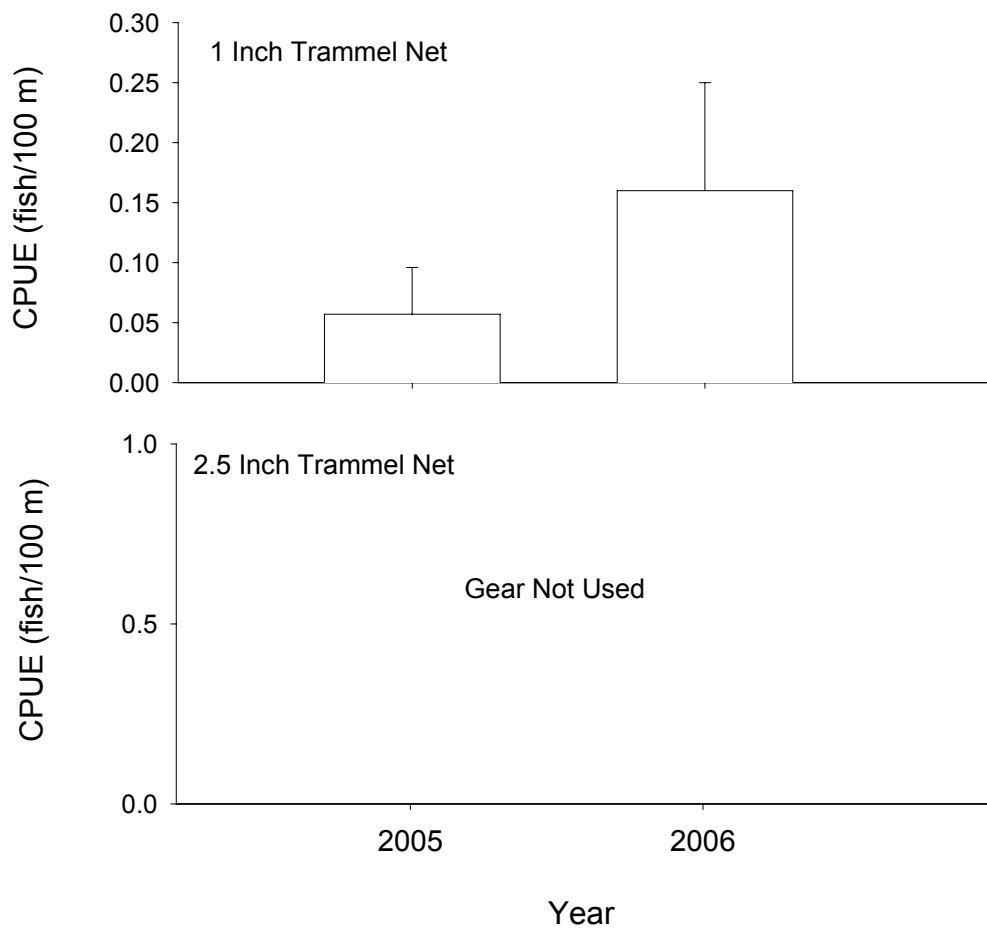 1 Inch Trammel Net
CPUE (fish/100 m)
0.30
0.25
0.20
0.15
0.10
0.05
0.00
2.5 Inch Trammel Net
CPUE (fish/100 m)
Gear Not Used
1.0
0.5
0.0
2005 2006
Year